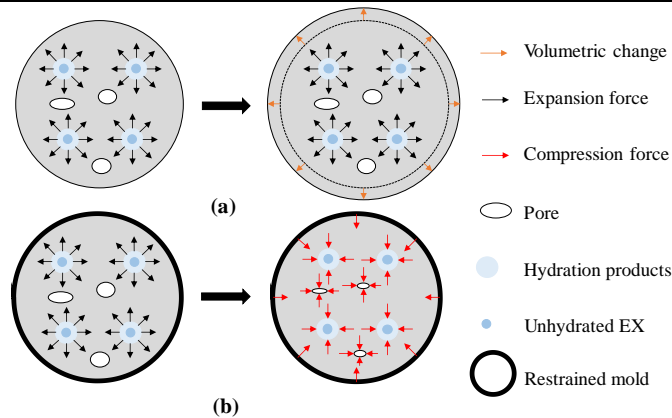 Volumetric change
Expansion force
Compression force
(a)
Pore
Hydration products
Unhydrated EX
Restrained mold
(b)